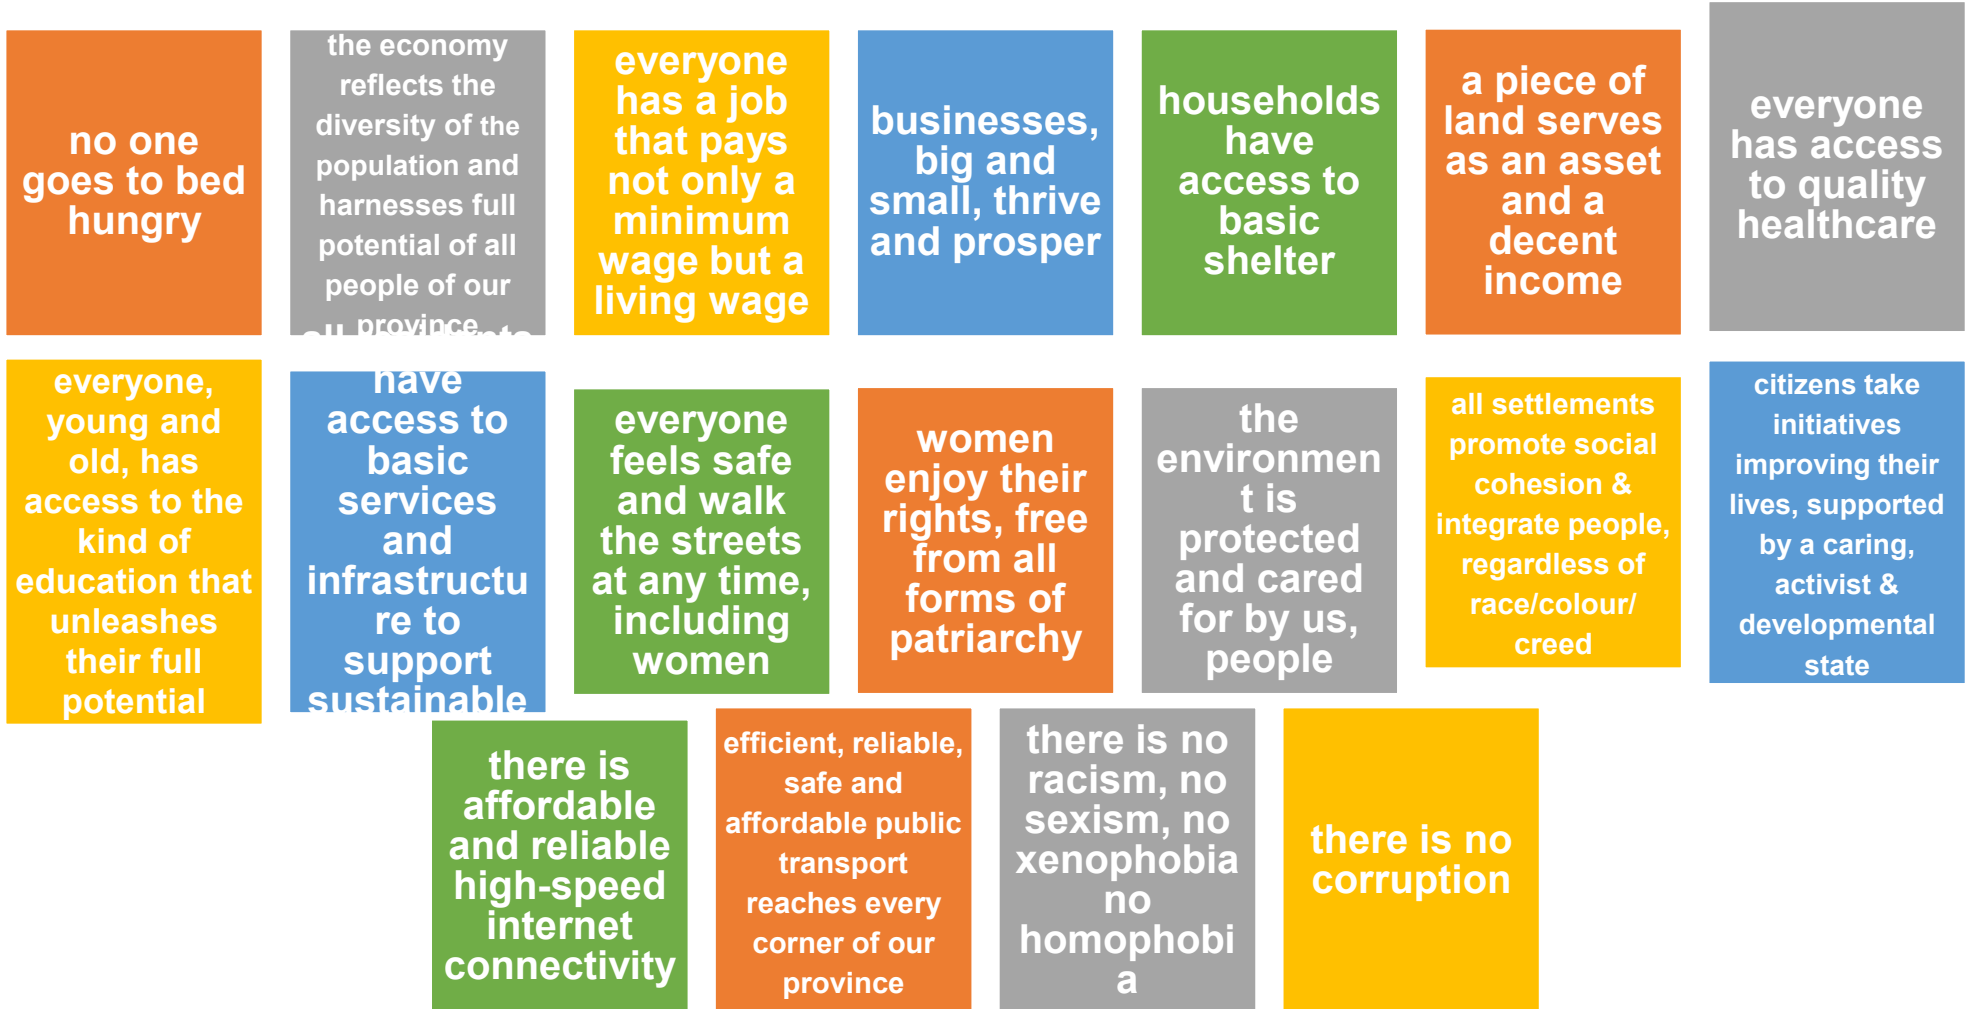 no one
goes to bed
hungry
the economy
reflects the
diversity of the
population and
harnesses full
potential of all
people of our
province
everyone
has a job
that pays
not only a
minimum
wage but a
living wage
businesses,
big and
small, thrive
and prosper
households
have
access to
basic
shelter
a piece of
land serves
as an asset
and a
decent
income
everyone
has access
to quality
healthcare
everyone,
young and
old, has
access to the
kind of
education that
unleashes
their full
potential
all
have
access to
basic
services
and
infrastructu
re to
support
sustainable
everyone
feels safe
and walk
the streets
at any time,
including
women
women
enjoy their
rights, free
from all
forms of
patriarchy
the
environmen
t is
protected
and cared
for by us,
people
all settlements
promote social
cohesion &
integrate people,
regardless of
race/colour/
creed
citizens take
initiatives
improving their
lives, supported
by a caring,
activist &
developmental
state
there is
affordable
and reliable
high-speed
internet
connectivity
efficient, reliable,
safe and
affordable public
transport
reaches every
corner of our
province
there is no
racism, no
sexism, no
xenophobia
no
homophobi
a
there is no
corruption